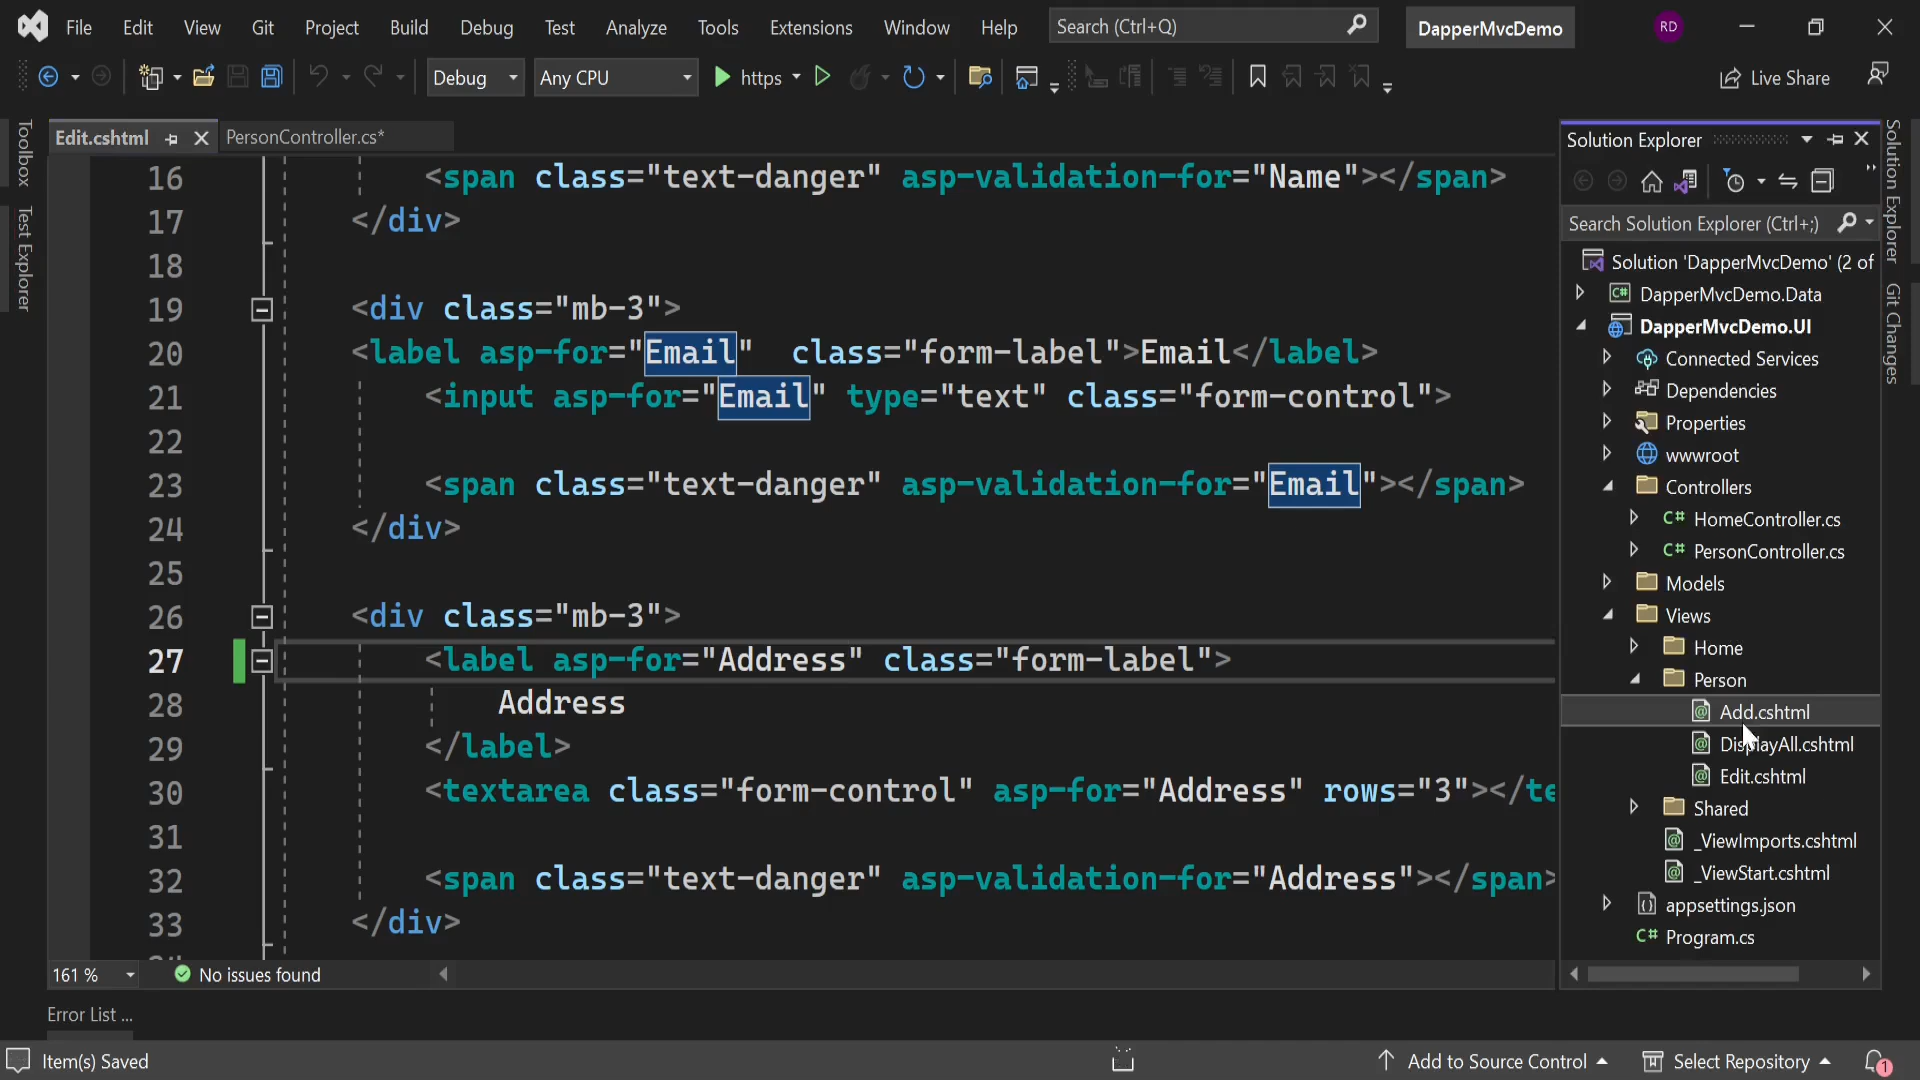 File Edit View Git Project Build Debug Test Analyze Tools Extensions Window Help Search (Ctrl+Q) DapperMvcDemo RD
Debug Any CPU https Live Share
Toolbox
Test Explorer
Edit.cshtml PersonController.cs*
16 <span class="text-danger" asp-validation-for="Name"></span>
17 </div>
18
19 <div class="mb-3">
20 <label asp-for="Email" class="form-label">Email</label>
21 <input asp-for="Email" type="text" class="form-control">
22
23 <span class="text-danger" asp-validation-for="Email"></span>
24 </div>
25
26 <div class="mb-3">
27 <label asp-for="Address" class="form-label">
28 Address
29 </label>
30 <textarea class="form-control" asp-for="Address" rows="3"></te
31
32 <span class="text-danger" asp-validation-for="Address"></span>
33 </div>
161 % No issues found
Solution Explorer
Search Solution Explorer (Ctrl+;)
Solution 'DapperMvcDemo' (2 of
C# DapperMvcDemo.Data
DapperMvcDemo.UI
Connected Services
Dependencies
Properties
wwwroot
Controllers
C# HomeController.cs
C# PersonController.cs
Models
Views
Home
Person
Add.cshtml
DisplayAll.cshtml
Edit.cshtml
Shared
_ViewImports.cshtml
_ViewStart.cshtml
appsettings.json
C# Program.cs
Solution Explorer
Git Changes
Error List ...
Item(s) Saved Add to Source Control Select Repository 1